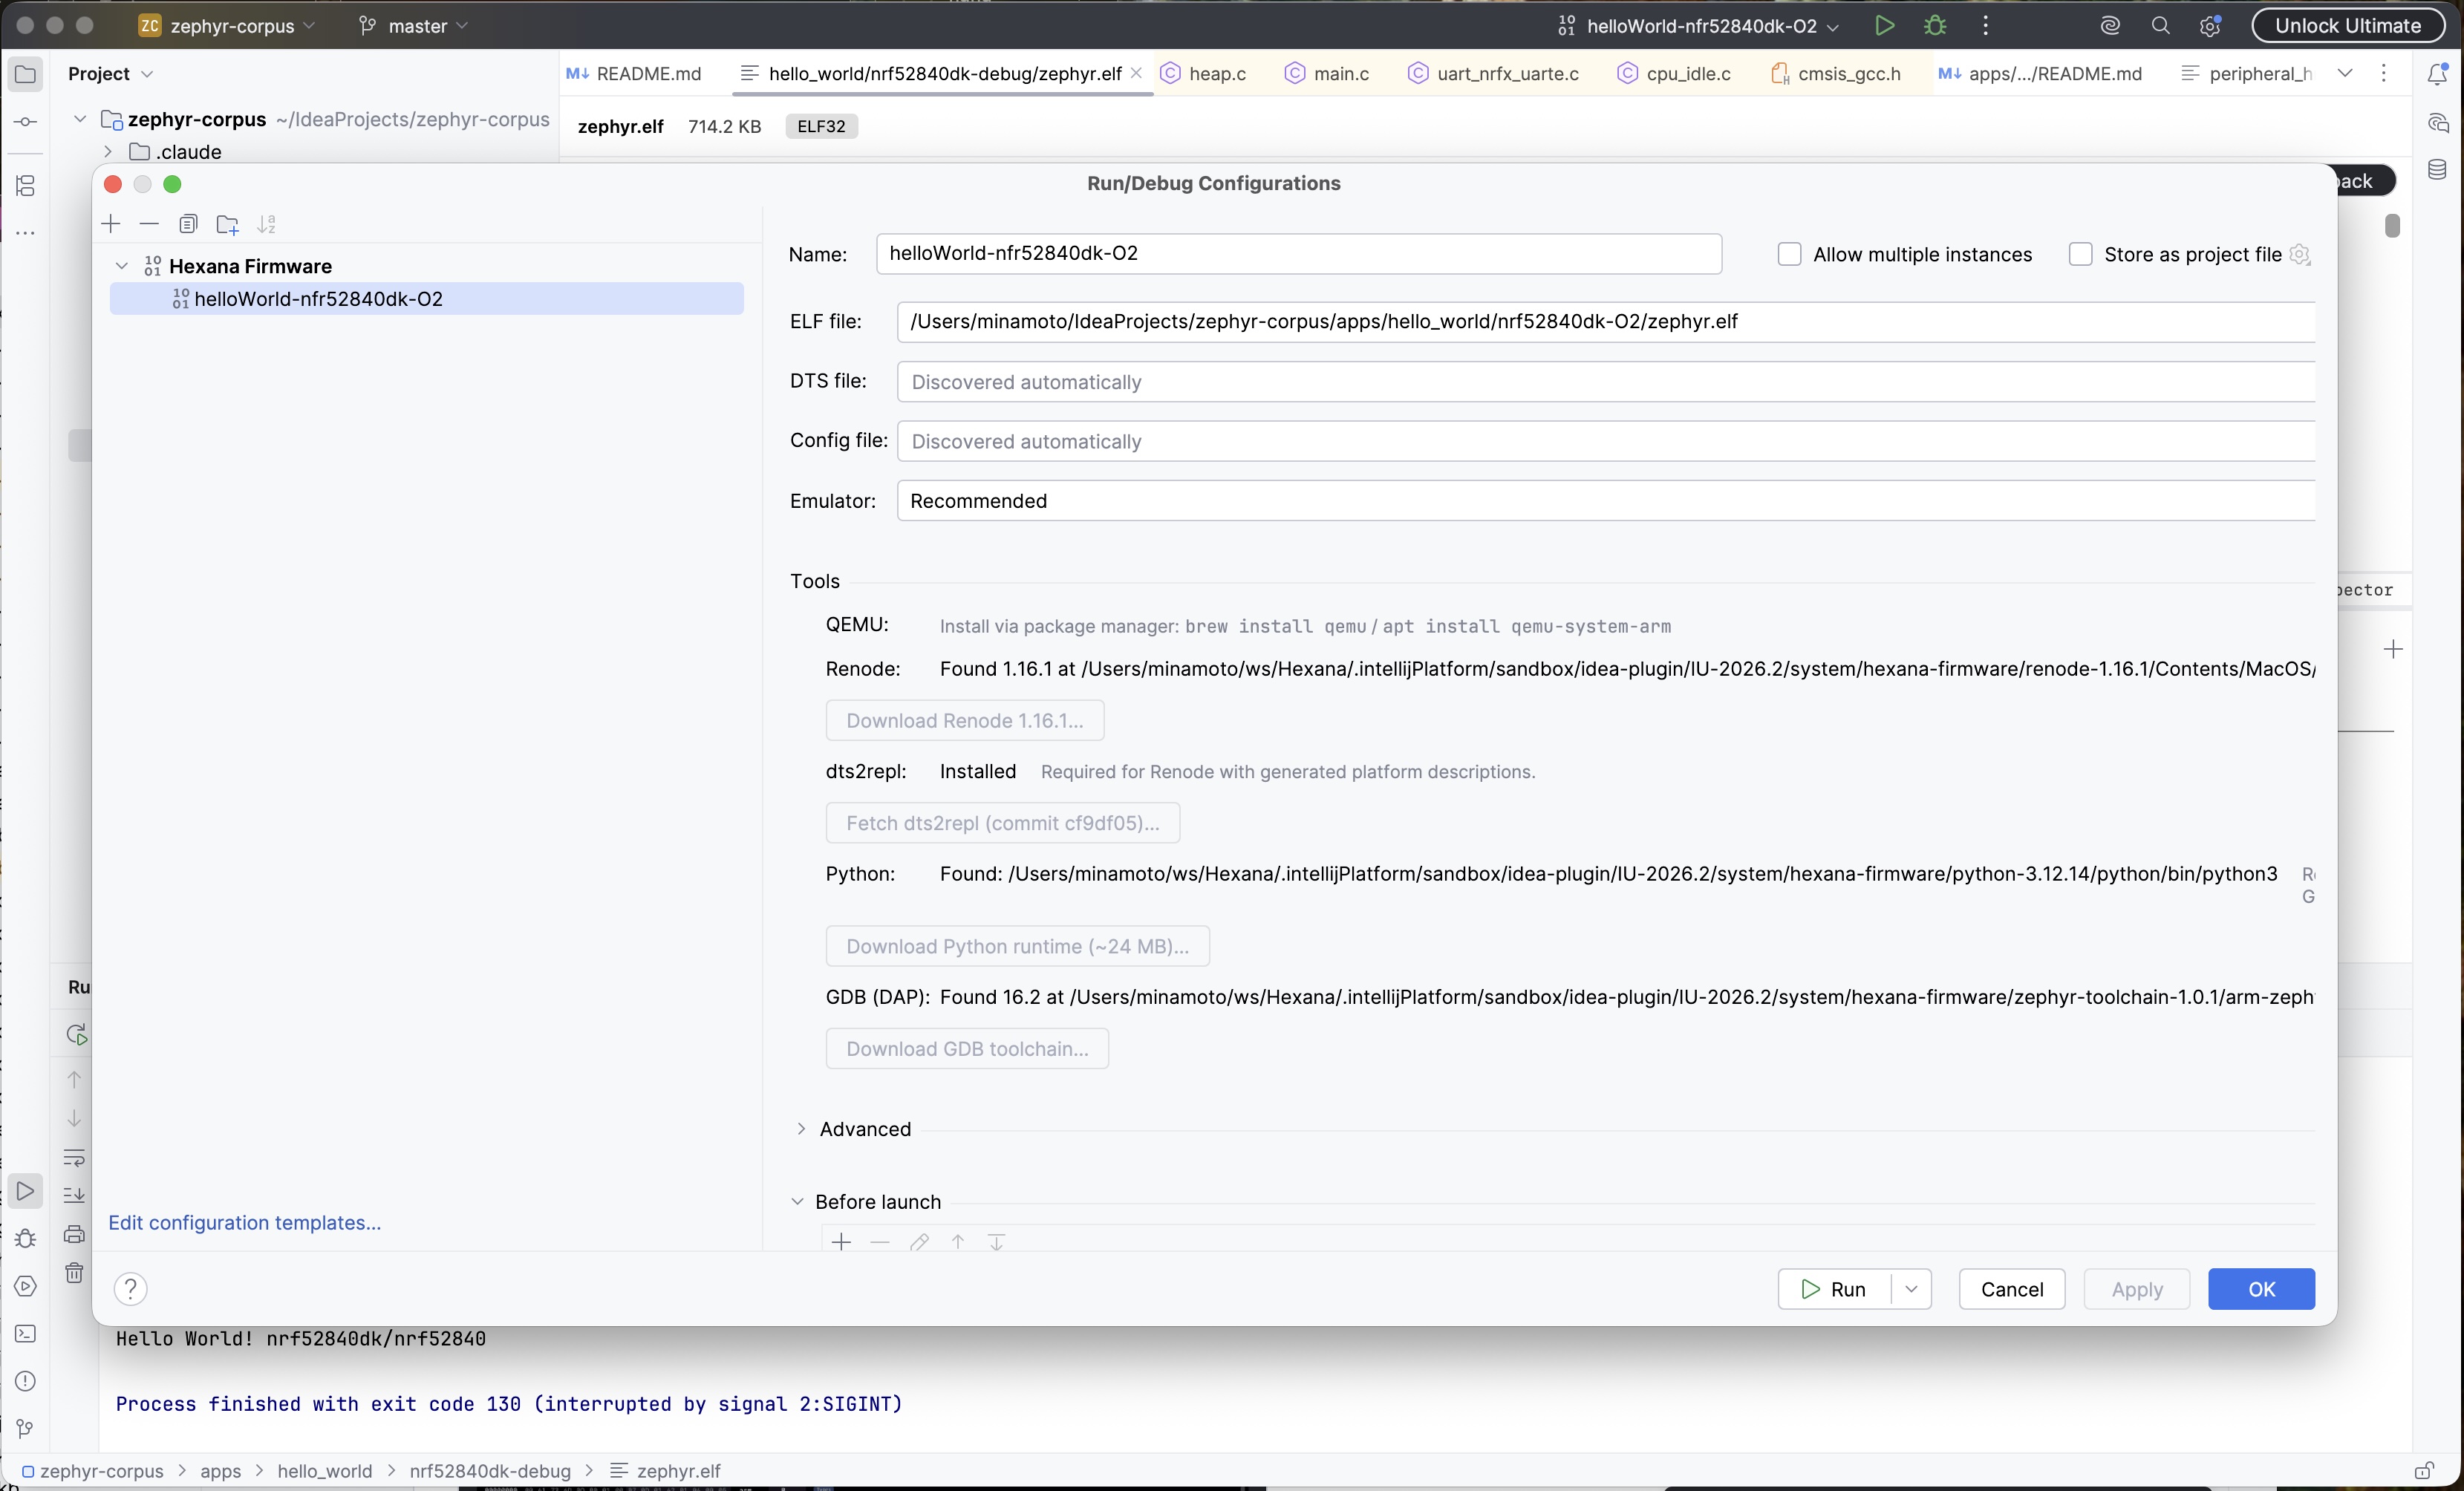 ZC zephyr-corpus master helloWorld-nfr52840dk-O2 Unlock Ultimate
Project README.md hello_world/nrf52840dk-debug/zephyr.elf heap.c main.c uart_nrfx_uarte.c cpu_idle.c cmsis_gcc.h apps/.../README.md peripheral_h
zephyr-corpus ~/IdeaProjects/zephyr-corpus
zephyr.elf 714.2 KB ELF32
.claude
Run/Debug Configurations
back
Hexana Firmware
helloWorld-nfr52840dk-O2
Name: helloWorld-nfr52840dk-O2 Allow multiple instances Store as project file
ELF file: /Users/minamoto/IdeaProjects/zephyr-corpus/apps/hello_world/nrf52840dk-O2/zephyr.elf
DTS file: Discovered automatically
Config file: Discovered automatically
Emulator: Recommended
Tools
pector
QEMU: Install via package manager: brew install qemu / apt install qemu-system-arm
Renode: Found 1.16.1 at /Users/minamoto/ws/Hexana/.intellijPlatform/sandbox/idea-plugin/IU-2026.2/system/hexana-firmware/renode-1.16.1/Contents/MacOS/
Download Renode 1.16.1...
dts2repl: Installed Required for Renode with generated platform descriptions.
Fetch dts2repl (commit cf9df05)...
Python: Found: /Users/minamoto/ws/Hexana/.intellijPlatform/sandbox/idea-plugin/IU-2026.2/system/hexana-firmware/python-3.12.14/python/bin/python3
G
Download Python runtime (~24 MB)...
Ru
GDB (DAP): Found 16.2 at /Users/minamoto/ws/Hexana/.intellijPlatform/sandbox/idea-plugin/IU-2026.2/system/hexana-firmware/zephyr-toolchain-1.0.1/arm-zeph
Download GDB toolchain...
Advanced
Before launch
Edit configuration templates...
? Run Cancel Apply OK
Hello World! nrf52840dk/nrf52840
Process finished with exit code 130 (interrupted by signal 2:SIGINT)
zephyr-corpus > apps > hello_world > nrf52840dk-debug > zephyr.elf